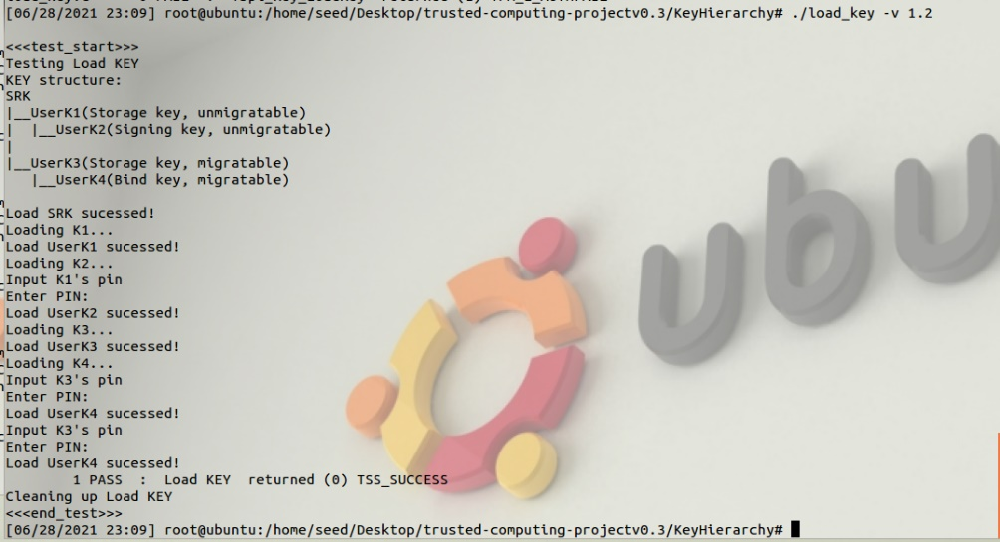 [06/28/2021 23:09] root@ubuntu:/home/seed/Desktop/trusted-computing-projectv0.3/KeyHierarchy# ./load_key -v 1.2
<<<test_start>>>
Testing Load KEY
KEY structure:
SRK
|__UserK1(Storage key, unmigratable)
|  |__UserK2(Signing key, unmigratable)
|
|__UserK3(Storage key, migratable)
   |__UserK4(Bind key, migratable)
Load SRK sucessed!
Loading K1...
Load UserK1 sucessed!
Loading K2...
Input K1's pin
Enter PIN:
Load UserK2 sucessed!
Loading K3...
Load UserK3 sucessed!
Loading K4...
Input K3's pin
Enter PIN:
Load UserK4 sucessed!
Input K3's pin
Enter PIN:
Load UserK4 sucessed!
        1 PASS  :  Load KEY  returned (0) TSS_SUCCESS
Cleaning up Load KEY
<<<end_test>>>
[06/28/2021 23:09] root@ubuntu:/home/seed/Desktop/trusted-computing-projectv0.3/KeyHierarchy#
ubu